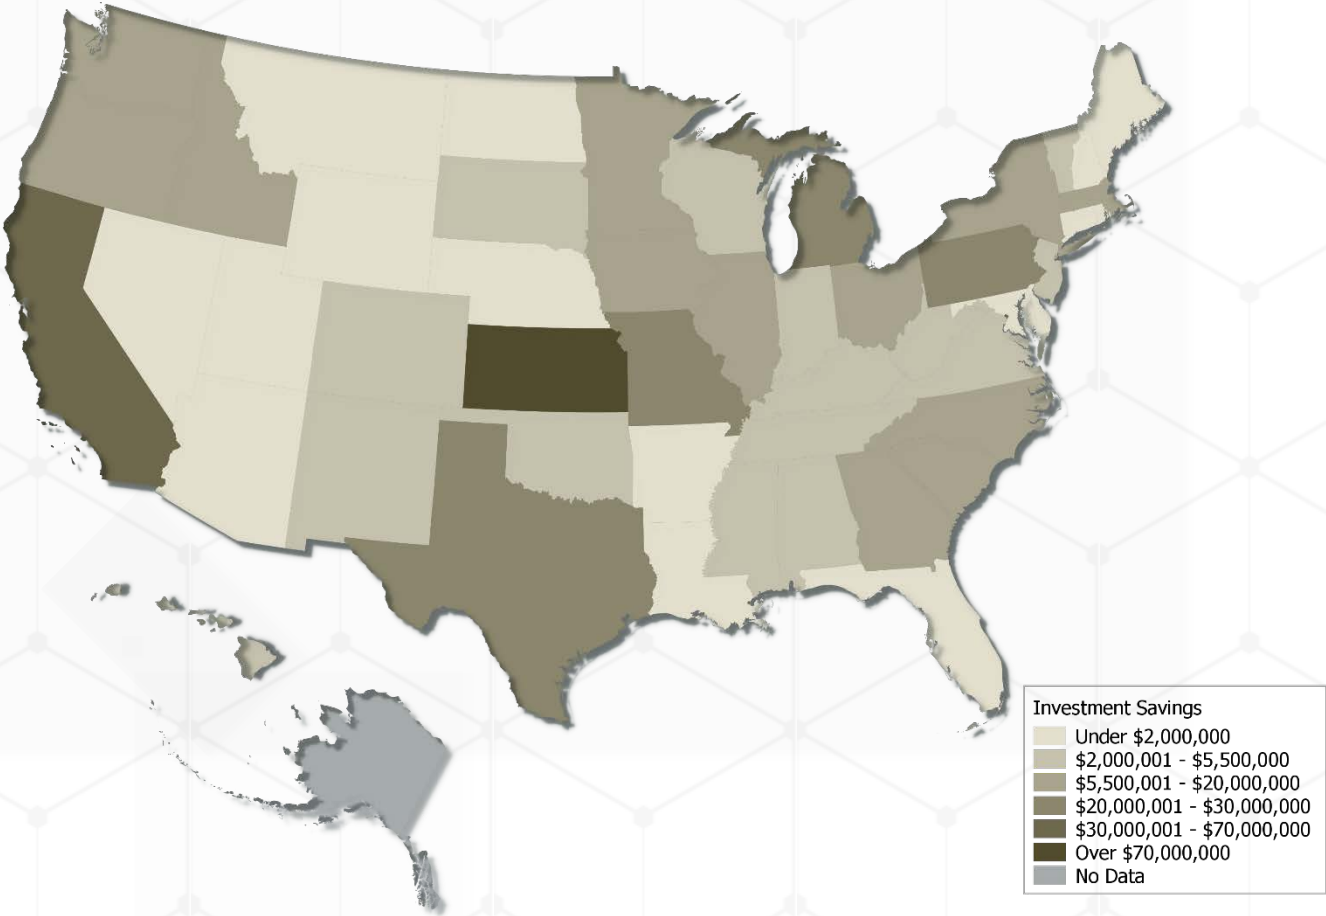 Investment Savings
Under $2,000,000
$2,000,001 - $5,500,000
$5,500,001 - $20,000,000
$20,000,001 - $30,000,000
$30,000,001 - $70,000,000
Over $70,000,000
No Data